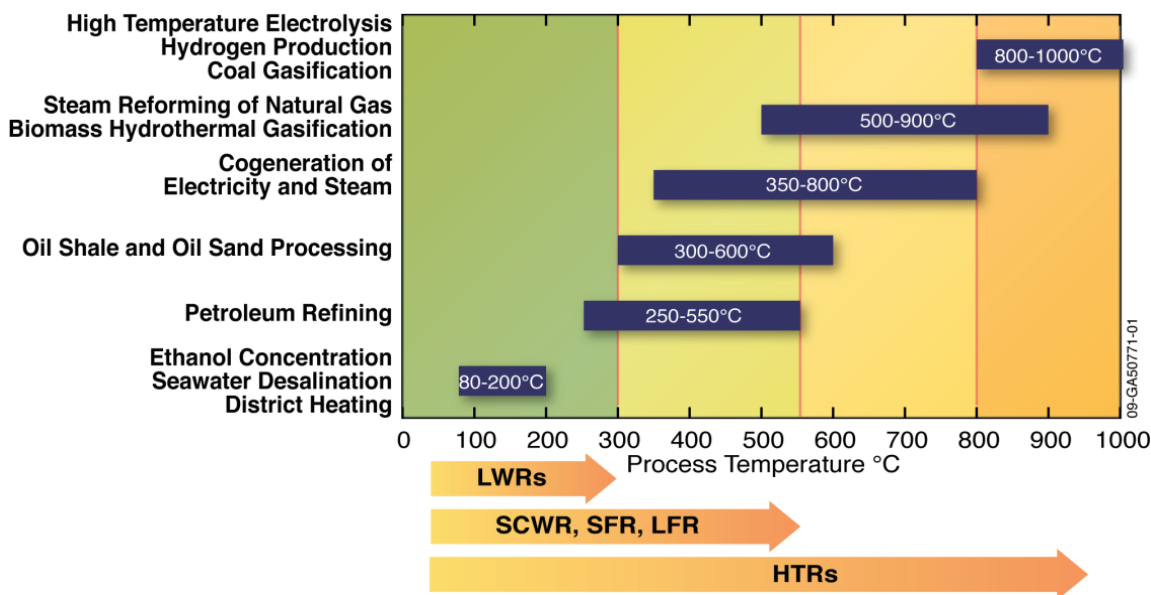 High Temperature Electrolysis
Hydrogen Production
Coal Gasification
800-1000°C
Steam Reforming of Natural Gas
Biomass Hydrothermal Gasification
500-900°C
Cogeneration of
Electricity and Steam
350-800°C
Oil Shale and Oil Sand Processing
300-600°C
Petroleum Refining
250-550°C
Ethanol Concentration
Seawater Desalination
District Heating
80-200°C
09-GA50771-01
0 100 200 300 400 500 600 700 800 900 1000
Process Temperature °C
LWRs
SCWR, SFR, LFR
HTRs